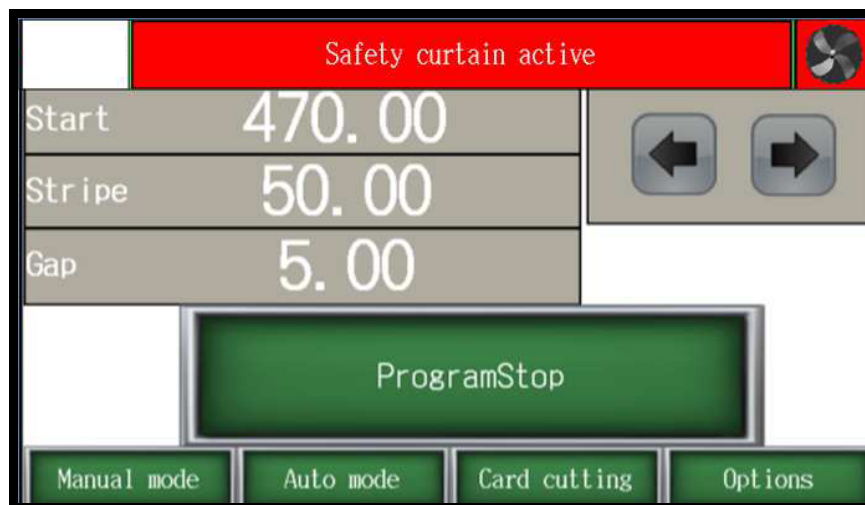 Safety curtain active
Start 470.00
Stripe 50.00
Gap 5.00
ProgramStop
Manual mode Auto mode Card cutting Options